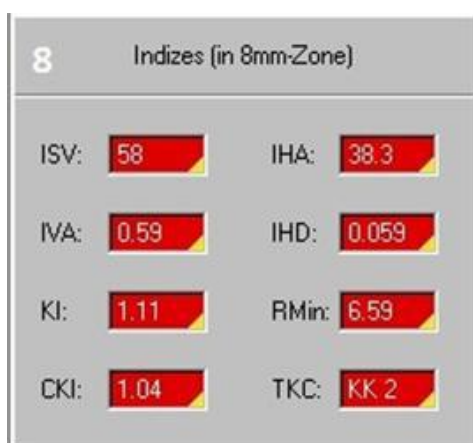 8 Indizes (in 8mm-Zone)
ISV: 58 IHA: 38.3
IVA: 0.59 IHD: 0.059
KI: 1.11 RMin: 6.59
CKI: 1.04 TKC: KK 2